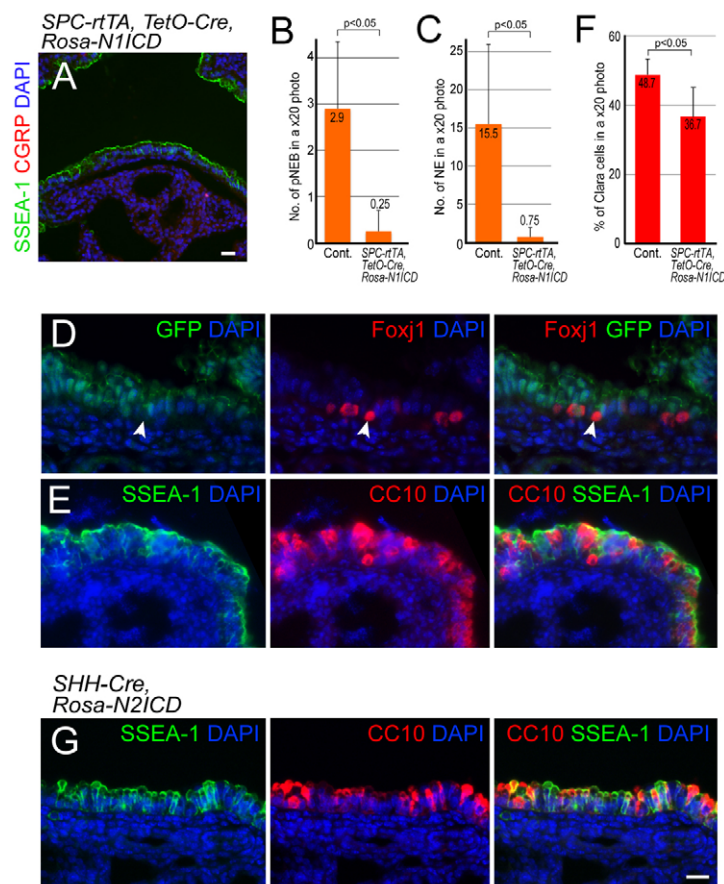 SPC-rtTA, TetO-Cre,
Rosa-N1ICD
A
SSEA-1 CGRP DAPI
B
p<0.05
No. of pNEB in a x20 photo
4
3
2
1
0
2.9
0.25
Cont.
SPC-rtTA,
TetO-Cre,
Rosa-N1ICD
C
p<0.05
No. of NE in a x20 photo
25
20
15
10
5
0
15.5
0.75
Cont.
SPC-rtTA,
TetO-Cre,
Rosa-N1ICD
F
p<0.05
% of Clara cells in a x20 photo
60
40
20
0
48.7
36.7
Cont.
SPC-rtTA,
TetO-Cre,
Rosa-N1ICD
D
GFP DAPI
Foxj1 DAPI
Foxj1 GFP DAPI
E
SSEA-1 DAPI
CC10 DAPI
CC10 SSEA-1 DAPI
SHH-Cre,
Rosa-N2ICD
G
SSEA-1 DAPI
CC10 DAPI
CC10 SSEA-1 DAPI